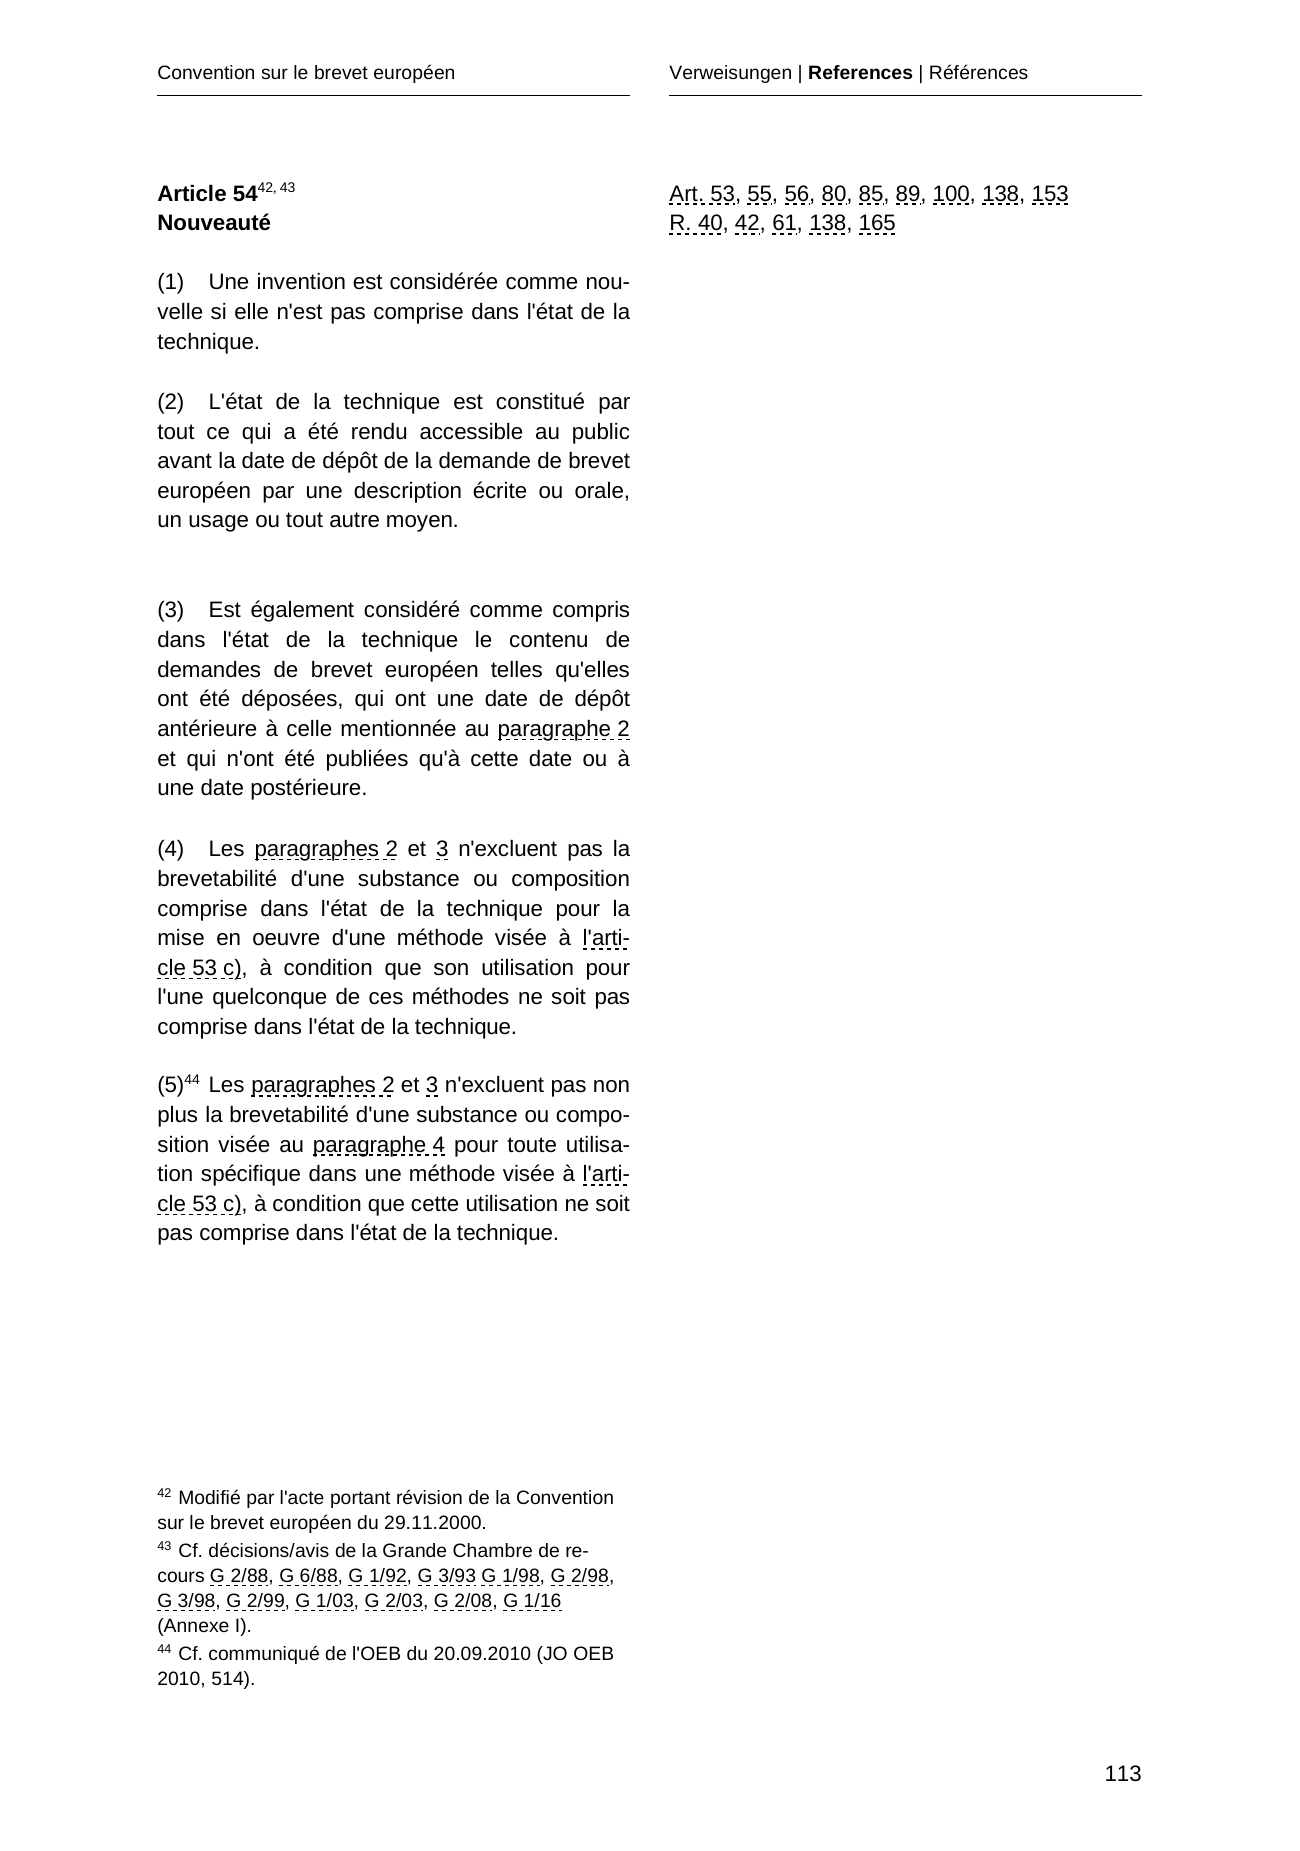 Convention sur le brevet européen
Verweisungen | References | Références
Article 54⁴²,⁴³
Nouveauté
(1) Une invention est considérée comme nou-
velle si elle n'est pas comprise dans l'état de la
technique.
(2) L'état de la technique est constitué par
tout ce qui a été rendu accessible au public
avant la date de dépôt de la demande de brevet
européen par une description écrite ou orale,
un usage ou tout autre moyen.
(3) Est également considéré comme compris
dans l'état de la technique le contenu de
demandes de brevet européen telles qu'elles
ont été déposées, qui ont une date de dépôt
antérieure à celle mentionnée au paragraphe 2
et qui n'ont été publiées qu'à cette date ou à
une date postérieure.
(4) Les paragraphes 2 et 3 n'excluent pas la
brevetabilité d'une substance ou composition
comprise dans l'état de la technique pour la
mise en oeuvre d'une méthode visée à l'arti-
cle 53 c), à condition que son utilisation pour
l'une quelconque de ces méthodes ne soit pas
comprise dans l'état de la technique.
(5)⁴⁴ Les paragraphes 2 et 3 n'excluent pas non
plus la brevetabilité d'une substance ou compo-
sition visée au paragraphe 4 pour toute utilisa-
tion spécifique dans une méthode visée à l'arti-
cle 53 c), à condition que cette utilisation ne soit
pas comprise dans l'état de la technique.
Art. 53, 55, 56, 80, 85, 89, 100, 138, 153
R. 40, 42, 61, 138, 165
⁴² Modifié par l'acte portant révision de la Convention
sur le brevet européen du 29.11.2000.
⁴³ Cf. décisions/avis de la Grande Chambre de re-
cours G 2/88, G 6/88, G 1/92, G 3/93 G 1/98, G 2/98,
G 3/98, G 2/99, G 1/03, G 2/03, G 2/08, G 1/16
(Annexe I).
⁴⁴ Cf. communiqué de l'OEB du 20.09.2010 (JO OEB
2010, 514).
113